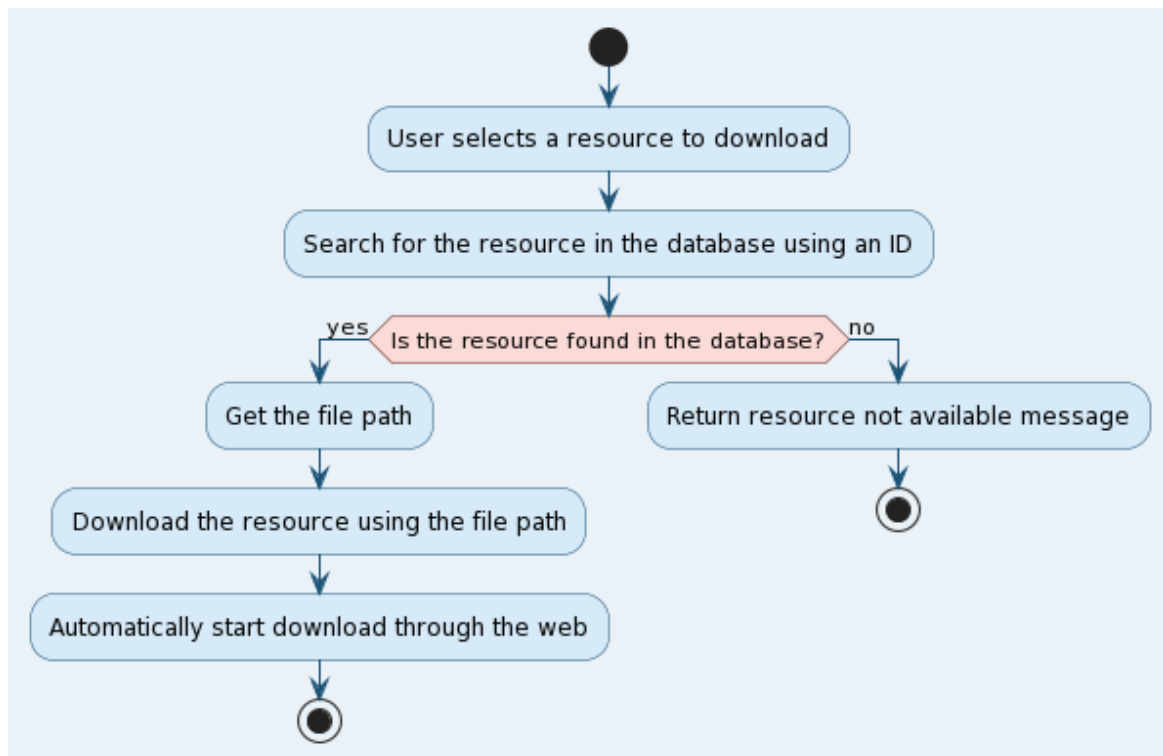 User selects a resource to download
Search for the resource in the database using an ID
yes
Is the resource found in the database?
no
Get the file path
Return resource not available message
Download the resource using the file path
Automatically start download through the web